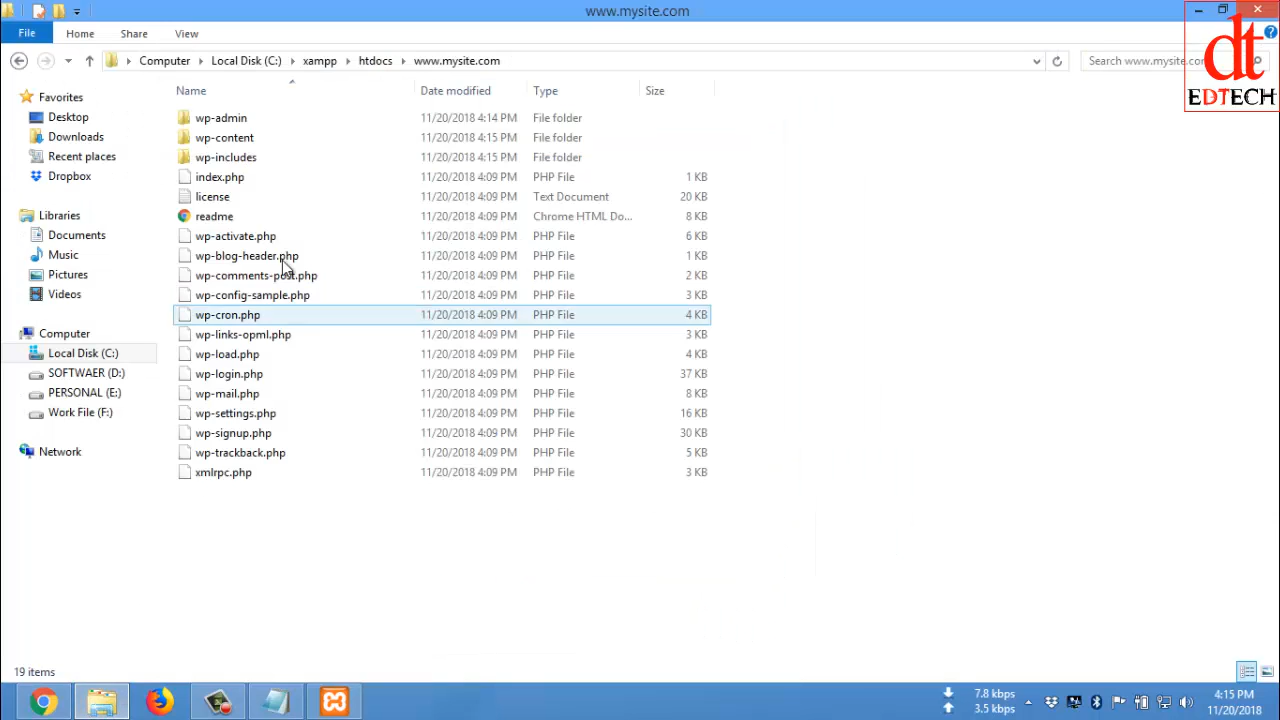 www.mysite.com
File Home Share View
Computer Local Disk (C:) xampp htdocs www.mysite.com
Search www.mysite.co
dt
EDTECH
Name Date modified Type Size
Favorites
Desktop
Downloads
Recent places
Dropbox
Libraries
Documents
Music
Pictures
Videos
Computer
Local Disk (C:)
SOFTWAER (D:)
PERSONAL (E:)
Work File (F:)
Network
wp-admin 11/20/2018 4:14 PM File folder
wp-content 11/20/2018 4:15 PM File folder
wp-includes 11/20/2018 4:15 PM File folder
index.php 11/20/2018 4:09 PM PHP File 1 KB
license 11/20/2018 4:09 PM Text Document 20 KB
readme 11/20/2018 4:09 PM Chrome HTML Do... 8 KB
wp-activate.php 11/20/2018 4:09 PM PHP File 6 KB
wp-blog-header.php 11/20/2018 4:09 PM PHP File 1 KB
wp-comments-post.php 11/20/2018 4:09 PM PHP File 2 KB
wp-config-sample.php 11/20/2018 4:09 PM PHP File 3 KB
wp-cron.php 11/20/2018 4:09 PM PHP File 4 KB
wp-links-opml.php 11/20/2018 4:09 PM PHP File 3 KB
wp-load.php 11/20/2018 4:09 PM PHP File 4 KB
wp-login.php 11/20/2018 4:09 PM PHP File 37 KB
wp-mail.php 11/20/2018 4:09 PM PHP File 8 KB
wp-settings.php 11/20/2018 4:09 PM PHP File 16 KB
wp-signup.php 11/20/2018 4:09 PM PHP File 30 KB
wp-trackback.php 11/20/2018 4:09 PM PHP File 5 KB
xmlrpc.php 11/20/2018 4:09 PM PHP File 3 KB
19 items
7.8 kbps
3.5 kbps
4:15 PM
11/20/2018